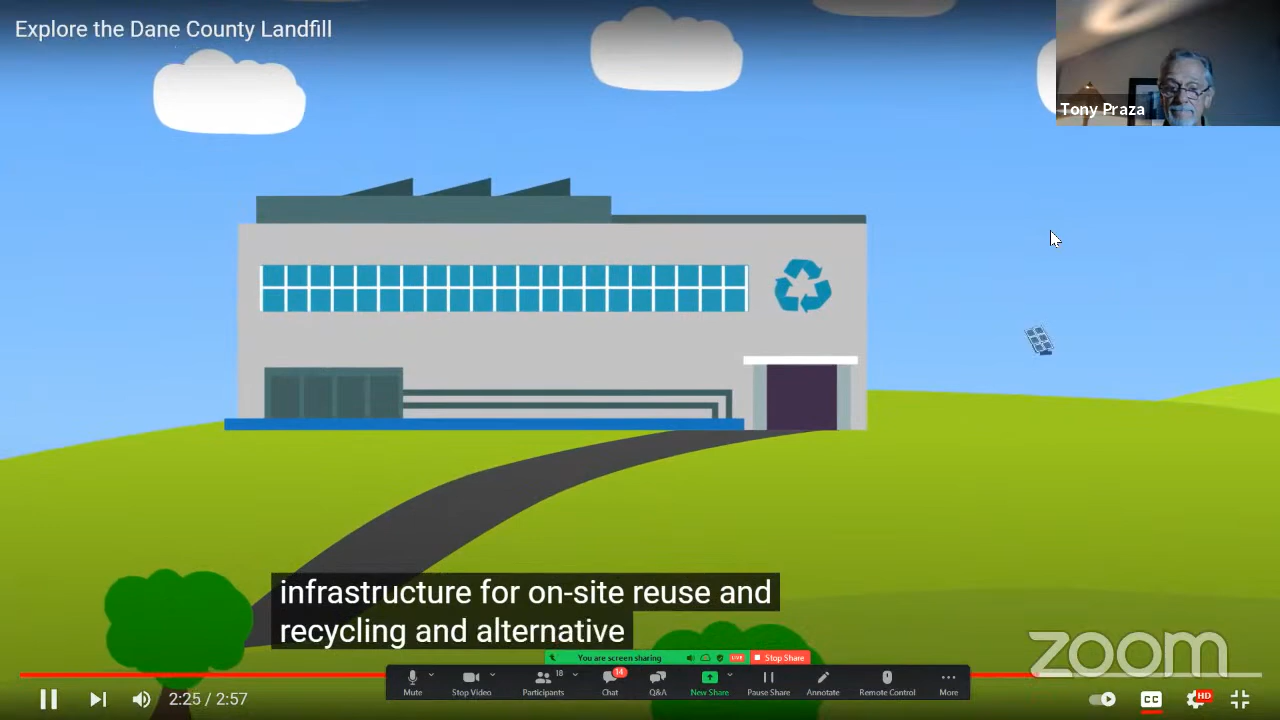 Explore the Dane County Landfill
Tony Praza
infrastructure for on-site reuse and
recycling and alternative
You are screen sharing
LIVE
Stop Share
zoom
Mute
Stop Video
18
Participants
14
Chat
Q&A
New Share
Pause Share
Annotate
Remote Control
More
2:25 / 2:57
CC
HD